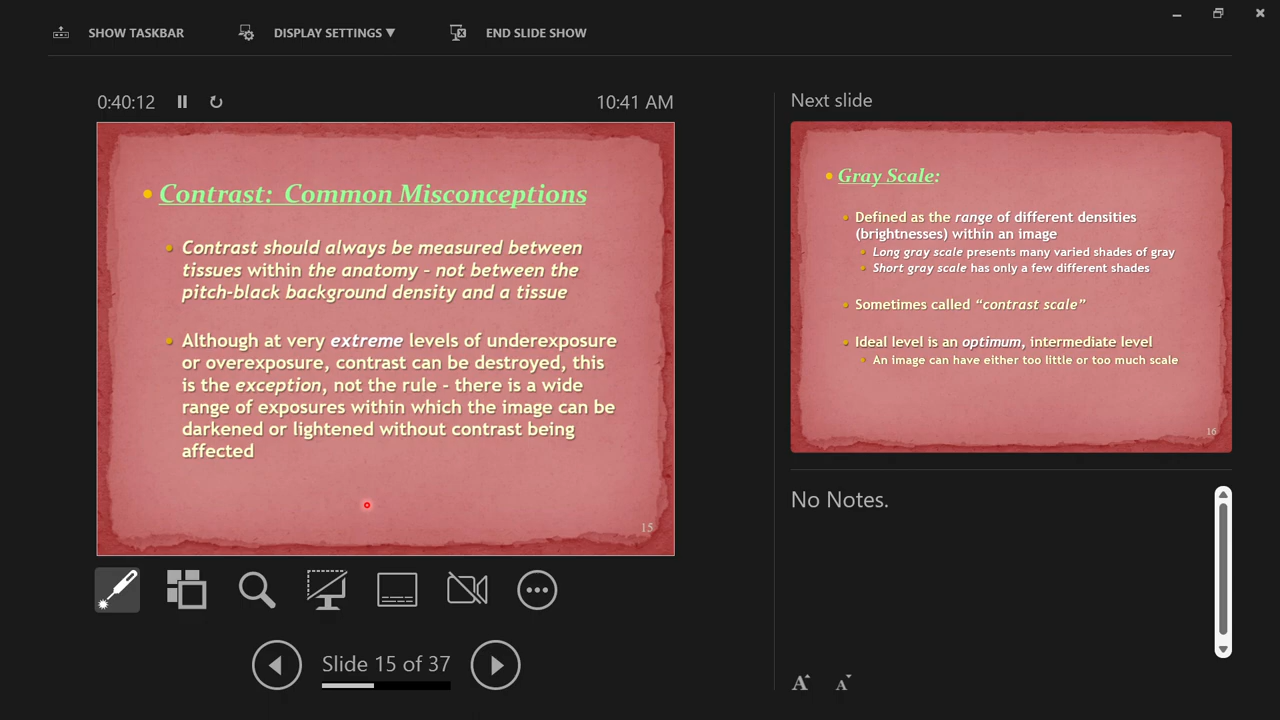 SHOW TASKBAR
DISPLAY SETTINGS ▼
END SLIDE SHOW
0:40:12
10:41 AM
Contrast: Common Misconceptions
Contrast should always be measured between
tissues within the anatomy - not between the
pitch-black background density and a tissue
Although at very extreme levels of underexposure
or overexposure, contrast can be destroyed, this
is the exception, not the rule - there is a wide
range of exposures within which the image can be
darkened or lightened without contrast being
affected
15
Slide 15 of 37
Next slide
Gray Scale:
Defined as the range of different densities
(brightnesses) within an image
Long gray scale presents many varied shades of gray
Short gray scale has only a few different shades
Sometimes called “contrast scale”
Ideal level is an optimum, intermediate level
An image can have either too little or too much scale
16
No Notes.
A A